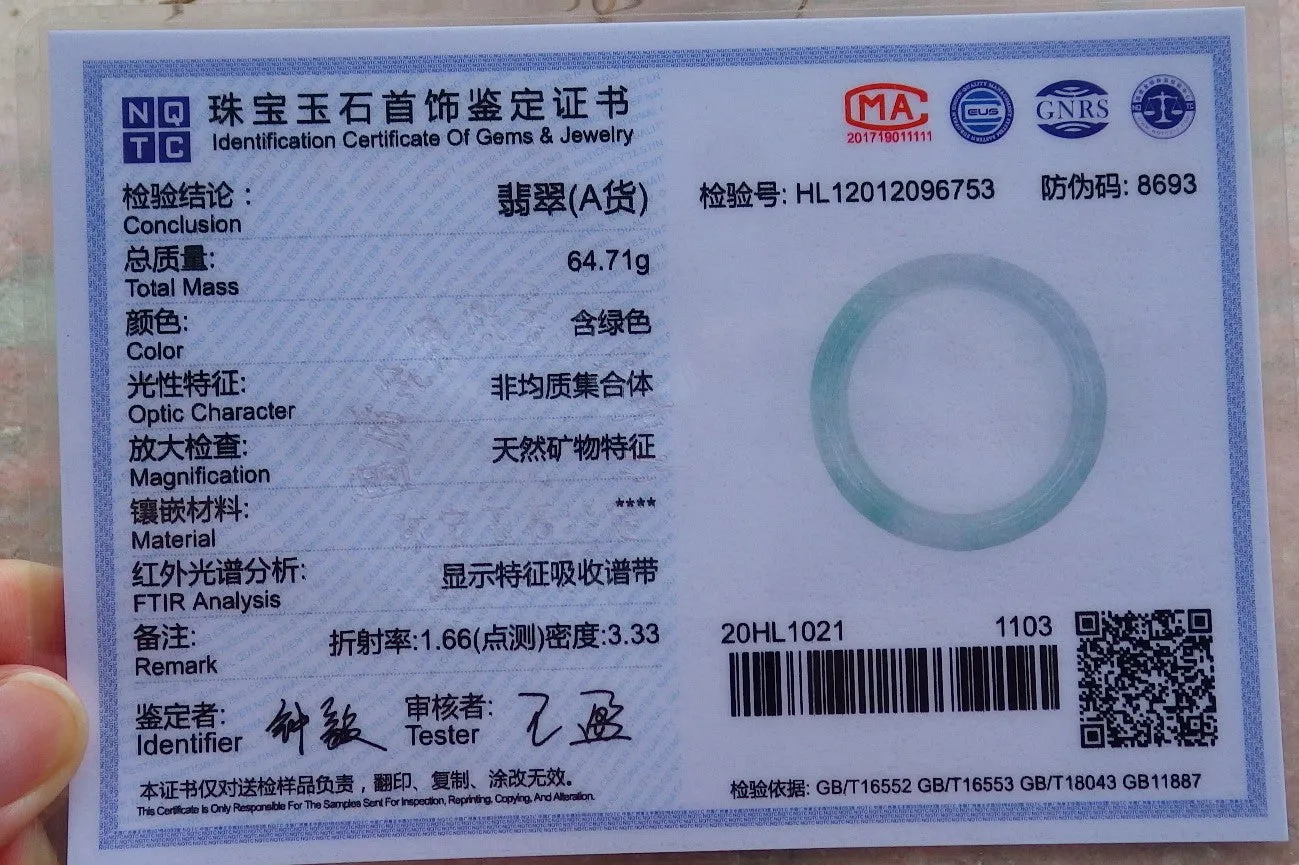 NQ
TC
珠宝玉石首饰鉴定证书
Identification Certificate Of Gems & Jewelry
检验结论：
翡翠(A货)
Conclusion
总质量:
64.71g
Total Mass
颜色:
含绿色
Color
光性特征:
非均质集合体
Optic Character
放大检查:
天然矿物特征
Magnification
镶嵌材料:
****
Material
红外光谱分析:
显示特征吸收谱带
FTIR Analysis
备注:
折射率:1.66(点测)密度:3.33
Remark
鉴定者:
Identifier
审核者:
Tester
本证书仅对送检样品负责，翻印、复制、涂改无效。
This Certificate Is Only Responsible For The Samples Sent For Inspection, Reprinting, Copying, And Alteration.
MA
201719011111
EUS
GNRS
检验号: HL12012096753
防伪码: 8693
20HL1021
1103
检验依据: GB/T16552 GB/T16553 GB/T18043 GB11887